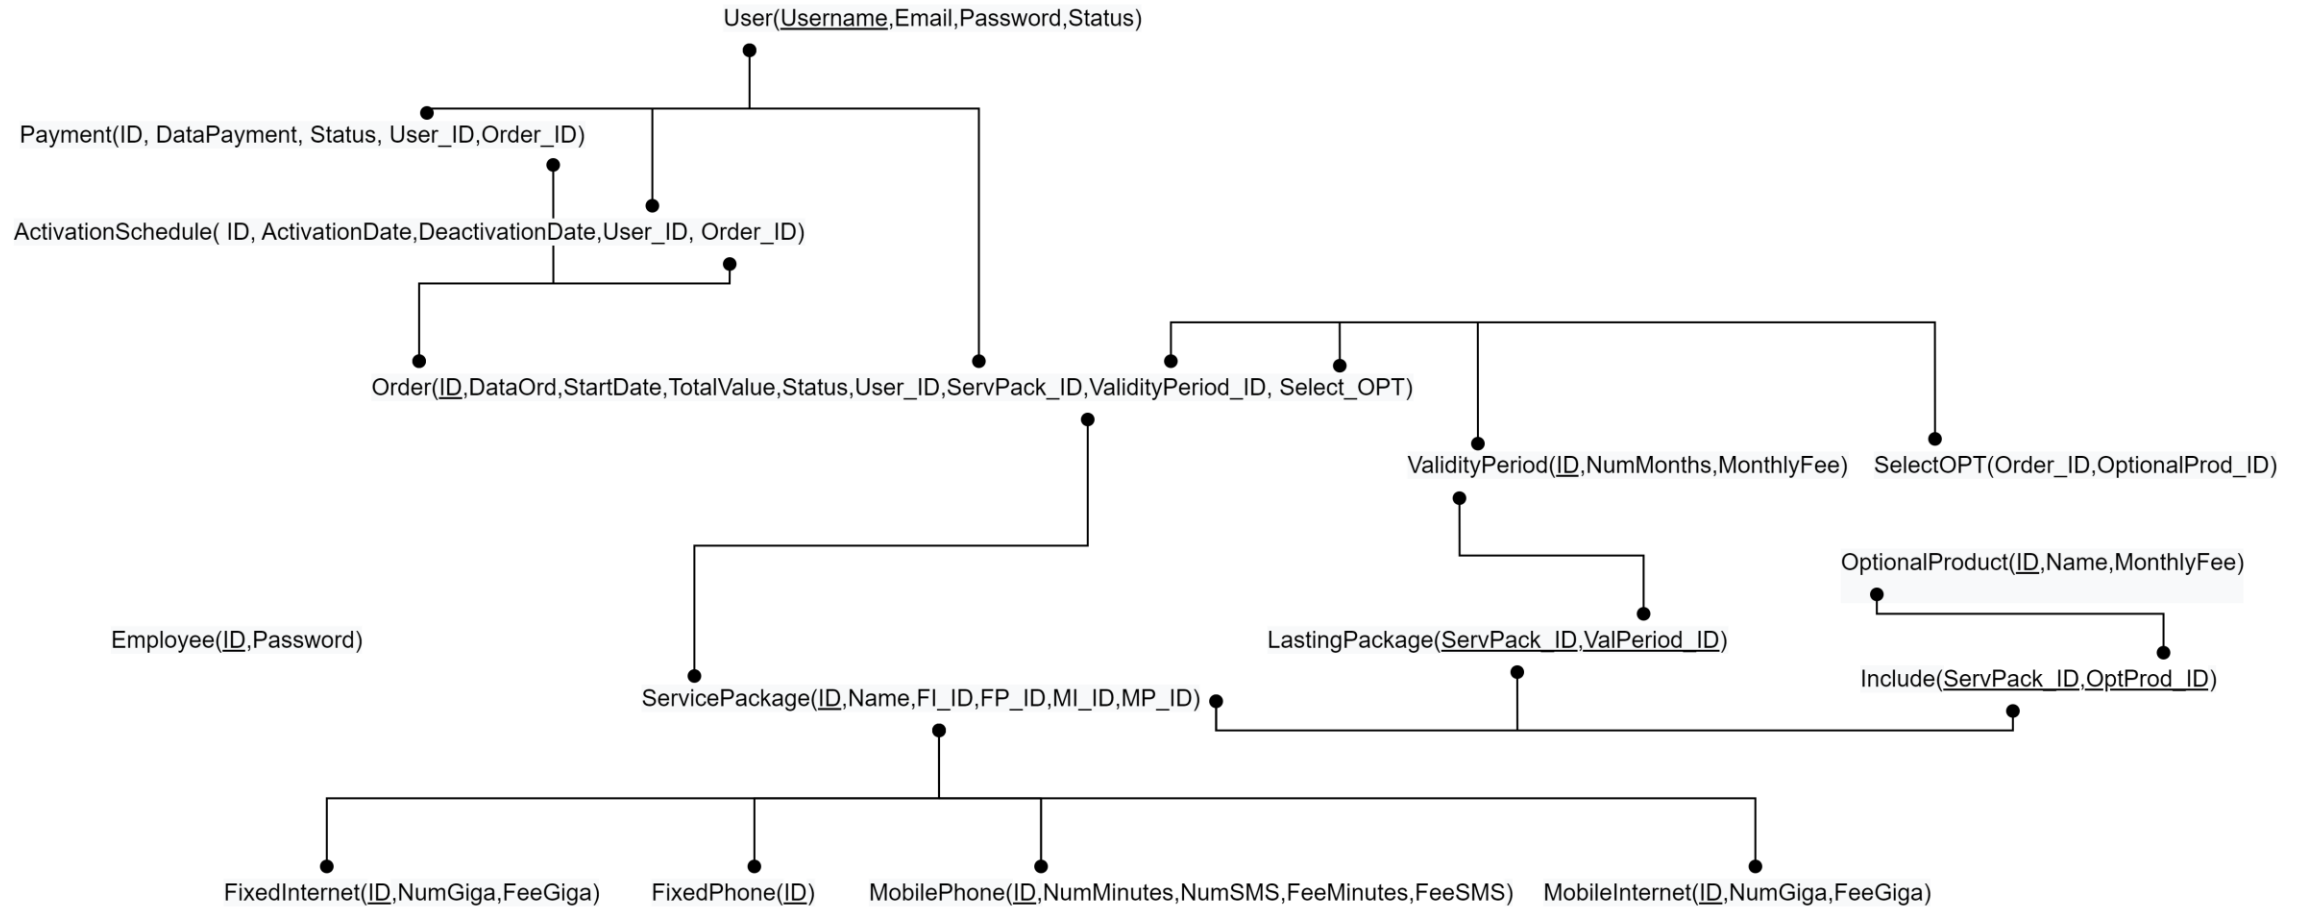 User(Username,Email,Password,Status)
Payment(ID, DataPayment, Status, User_ID,Order_ID)
ActivationSchedule( ID, ActivationDate,DeactivationDate,User_ID, Order_ID)
Order(ID,DataOrd,StartDate,TotalValue,Status,User_ID,ServPack_ID,ValidityPeriod_ID, Select_OPT)
ValidityPeriod(ID,NumMonths,MonthlyFee)
SelectOPT(Order_ID,OptionalProd_ID)
OptionalProduct(ID,Name,MonthlyFee)
Employee(ID,Password)
LastingPackage(ServPack_ID,ValPeriod_ID)
Include(ServPack_ID,OptProd_ID)
ServicePackage(ID,Name,FI_ID,FP_ID,MI_ID,MP_ID)
FixedInternet(ID,NumGiga,FeeGiga)
FixedPhone(ID)
MobilePhone(ID,NumMinutes,NumSMS,FeeMinutes,FeeSMS)
MobileInternet(ID,NumGiga,FeeGiga)